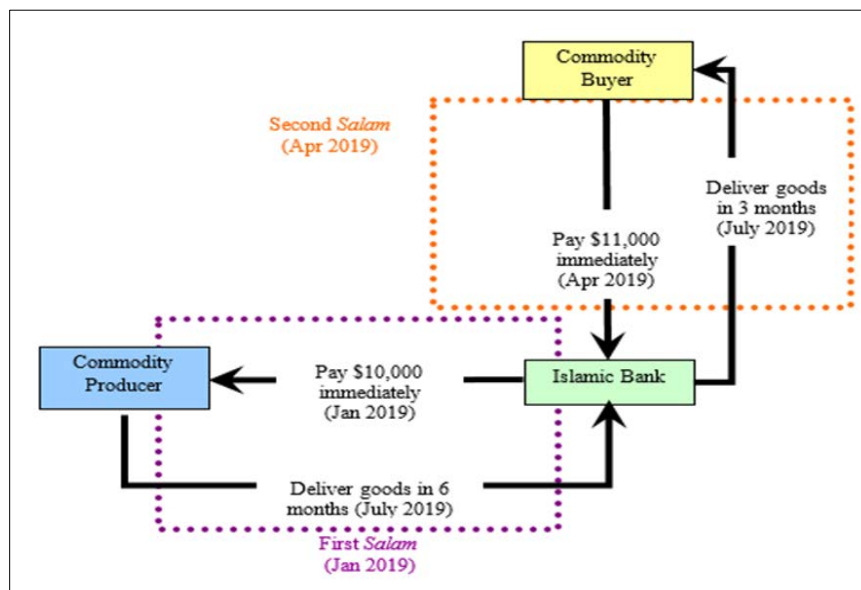 Commodity
Buyer
Second Salam
(Apr 2019)
Deliver goods
in 3 months
(July 2019)
Pay $11,000
immediately
(Apr 2019)
Commodity
Producer
Pay $10,000
immediately
(Jan 2019)
Islamic Bank
Deliver goods in 6
months (July 2019)
First Salam
(Jan 2019)